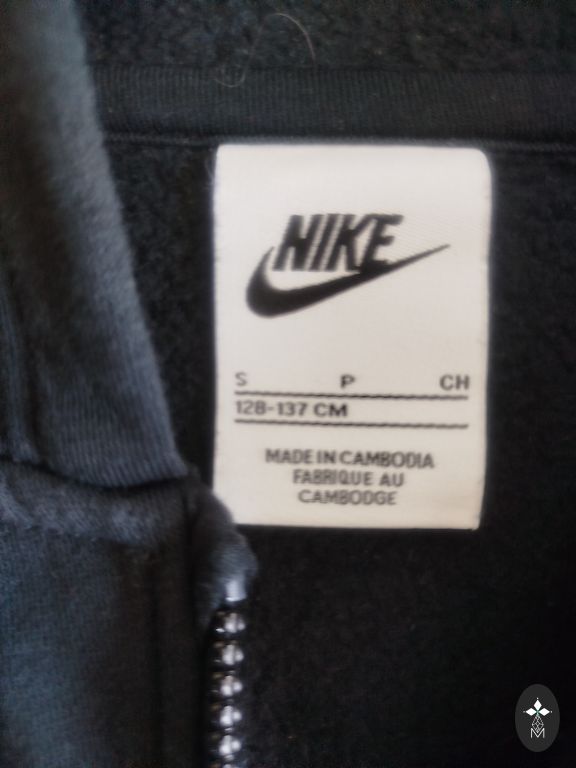 NIKE
S P CH
128-137 CM
MADE IN CAMBODIA
FABRIQUE AU
CAMBODGE
M